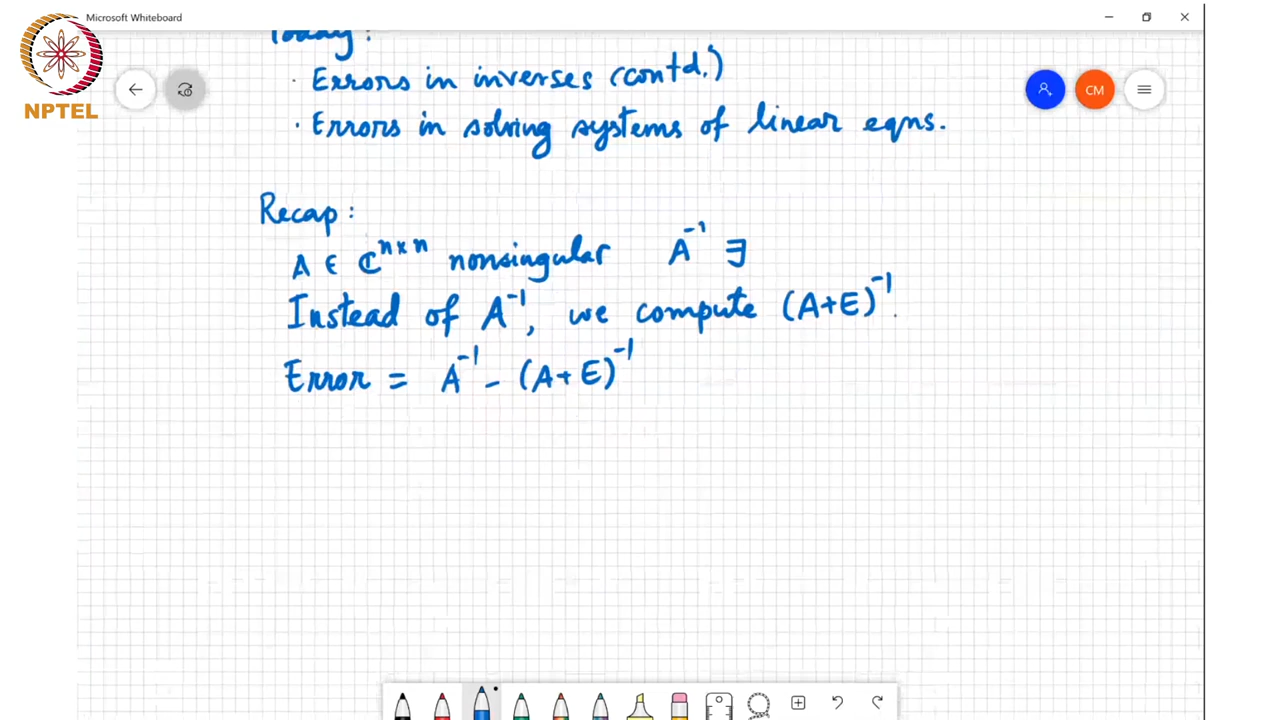 Microsoft Whiteboard
NPTEL
CM
Today:
· Errors in inverses (contd.)
· Errors in solving systems of linear eqns.
Recap:
A ∈ ℂ^{n×n} nonsingular A^{-1} ∃
Instead of A^{-1}, we compute (A+E)^{-1}.
Error = A^{-1} - (A+E)^{-1}